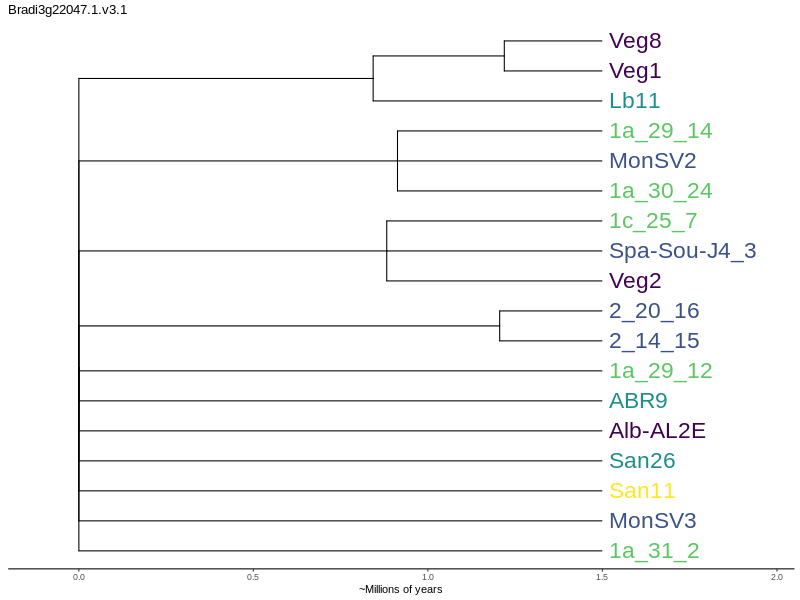 Bradi3g22047.1.v3.1
Veg8
Veg1
Lb11
1a_29_14
MonSV2
1a_30_24
1c_25_7
Spa-Sou-J4_3
Veg2
2_20_16
2_14_15
1a_29_12
ABR9
Alb-AL2E
San26
San11
MonSV3
1a_31_2
0.0 0.5 1.0 1.5 2.0
~Millions of years